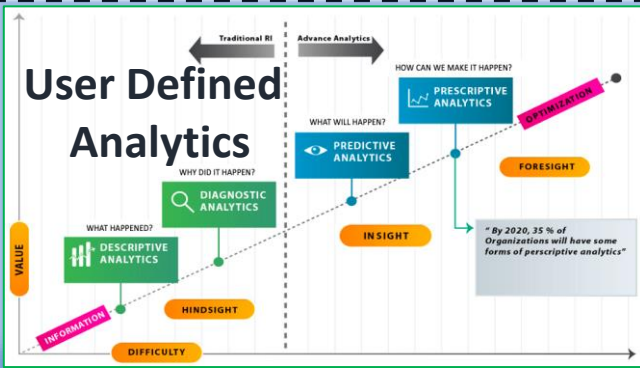 Traditional RI
Advance Analytics
User Defined
Analytics
HOW CAN WE MAKE IT HAPPEN?
PRESCRIPTIVE
ANALYTICS
OPTIMIZATION
WHAT WILL HAPPEN?
PREDICTIVE
ANALYTICS
FORESIGHT
WHY DID IT HAPPEN?
DIAGNOSTIC
ANALYTICS
WHAT HAPPENED?
DESCRIPTIVE
ANALYTICS
INSIGHT
" By 2020, 35 % of
Organizations will have some
forms of perscriptive analytics"
VALUE
HINDSIGHT
INFORMATION
DIFFICULTY